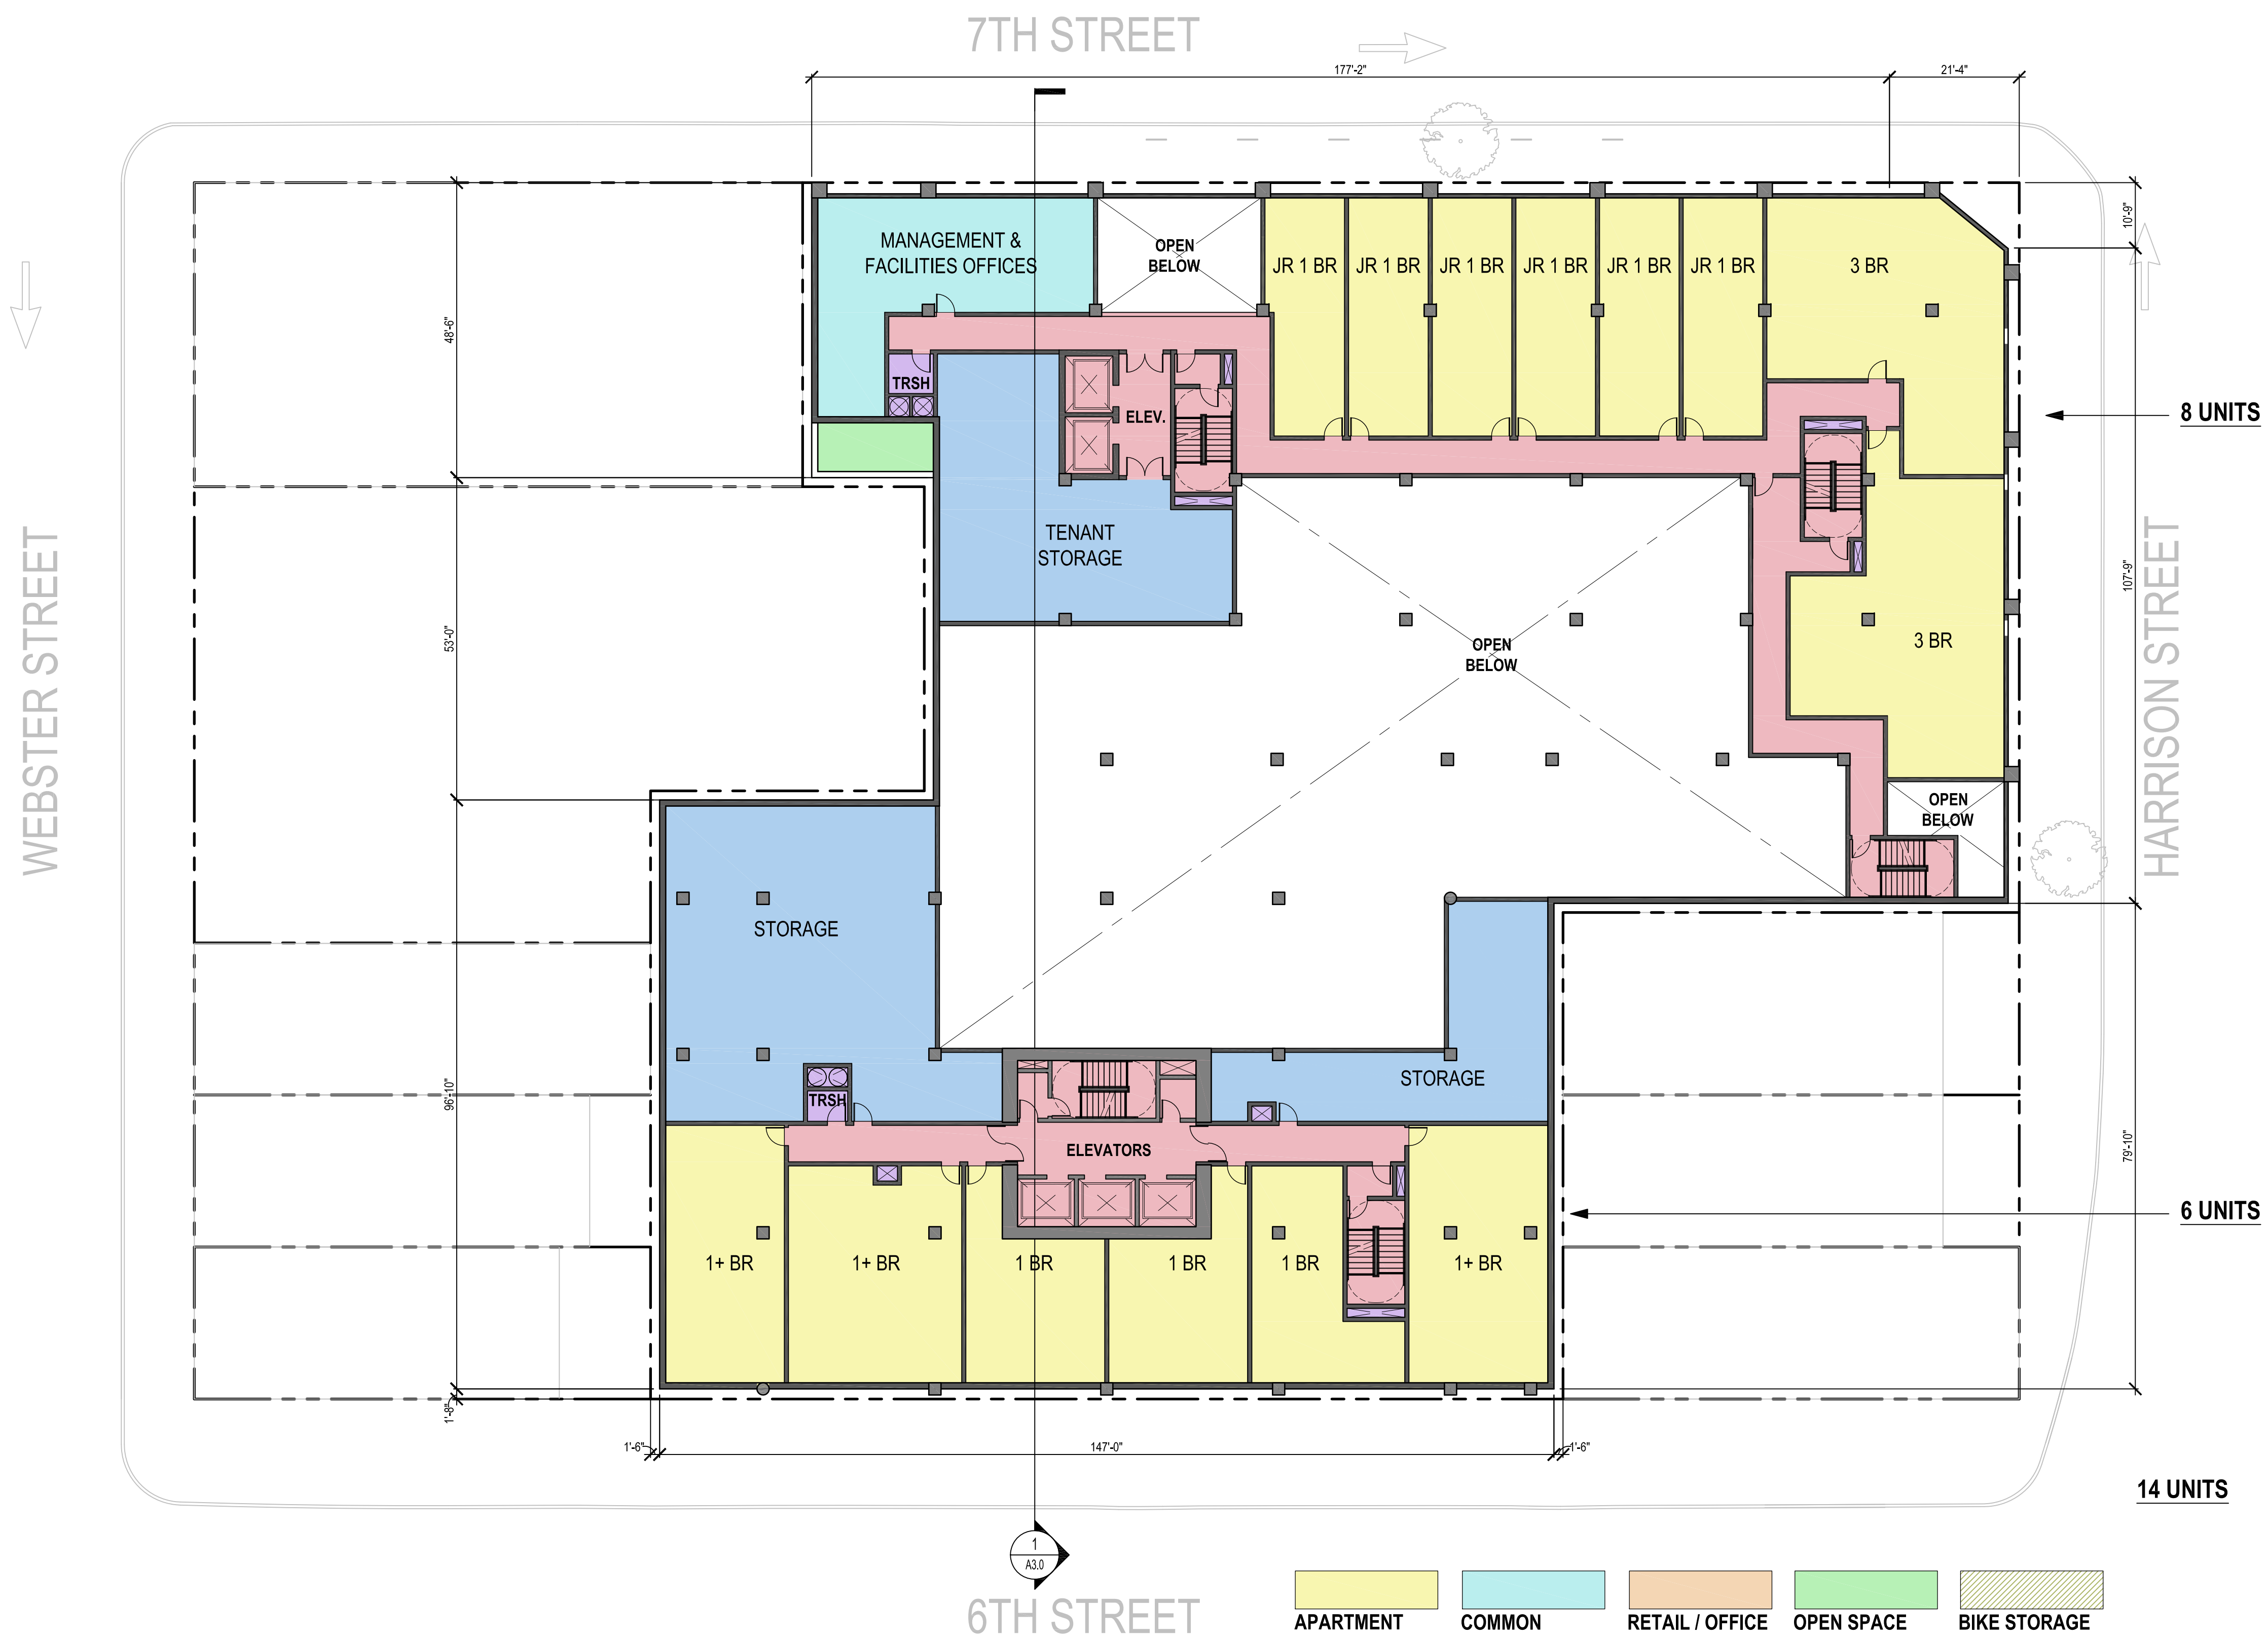 7TH STREET
177'-2"
21'-4"
10'-9"
MANAGEMENT &
FACILITIES OFFICES
OPEN
BELOW
JR 1 BR
JR 1 BR
JR 1 BR
JR 1 BR
JR 1 BR
JR 1 BR
3 BR
48'-6"
TRSH
ELEV.
8 UNITS
TENANT
STORAGE
107'-9"
WEBSTER STREET
HARRISON STREET
53'-0"
OPEN
BELOW
3 BR
OPEN
BELOW
STORAGE
STORAGE
96'-10"
TRSH
ELEVATORS
79'-10"
6 UNITS
1+ BR
1+ BR
1 BR
1 BR
1 BR
1+ BR
1'-8"
1'-6"
147'-0"
1'-6"
14 UNITS
1
A3.0
6TH STREET
APARTMENT
COMMON
RETAIL / OFFICE
OPEN SPACE
BIKE STORAGE